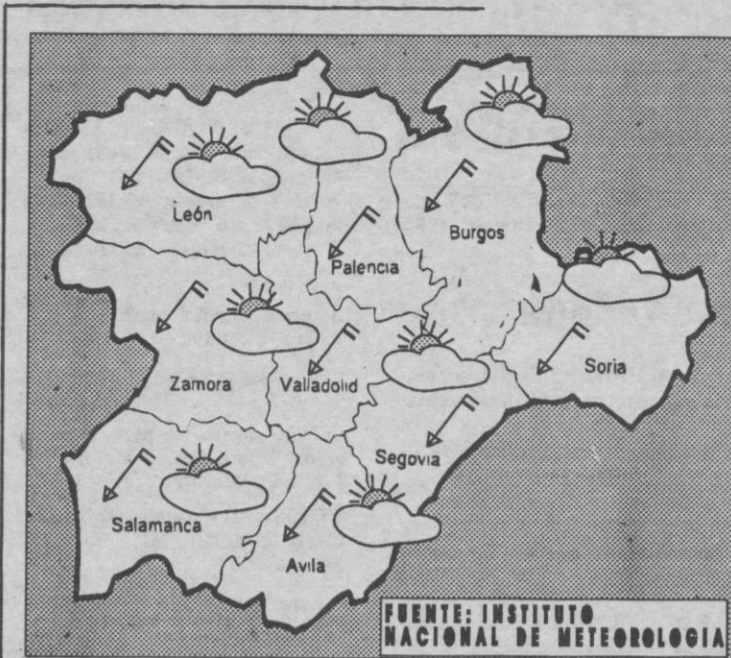 León
Burgos
Palencia
Soria
Zamora
Valladolid
Segovia
Salamanca
Avila
FUENTE: INSTITUTO
NACIONAL DE METEOROLOGIA